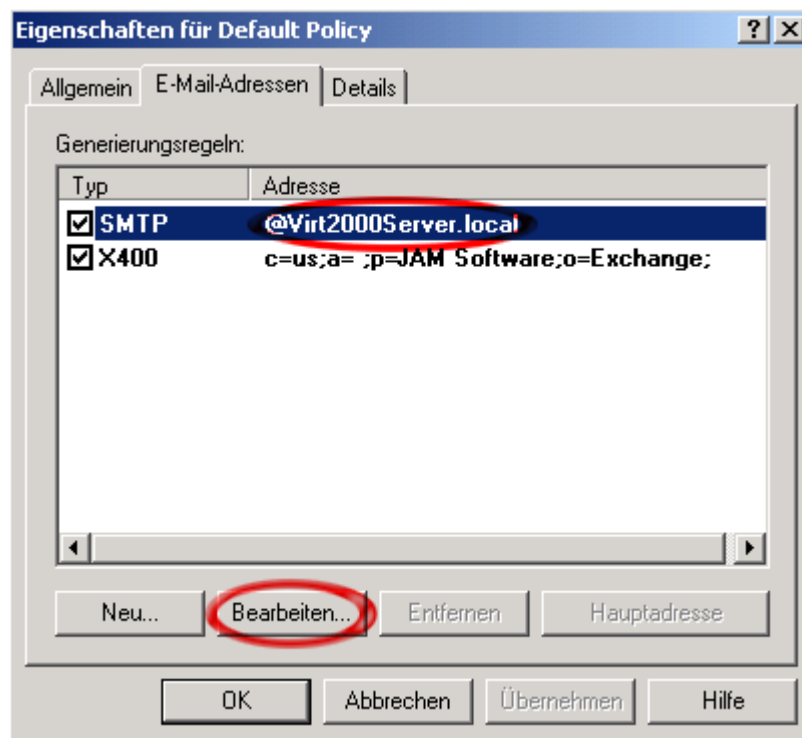 Eigenschaften für Default Policy ? X
Allgemein E-Mail-Adressen Details
Generierungsregeln:
Typ Adresse
SMTP @Virt2000Server.local
X400 c=us;a= ;p=JAM Software;o=Exchange;
Neu... Bearbeiten... Entfernen Hauptadresse
OK Abbrechen Übernehmen Hilfe